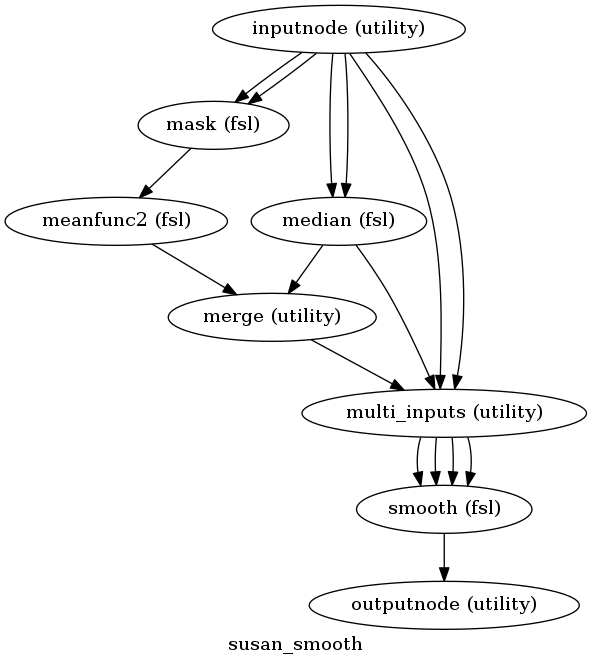 inputnode (utility)
mask (fsl)
meanfunc2 (fsl)
median (fsl)
merge (utility)
multi_inputs (utility)
smooth (fsl)
outputnode (utility)
susan_smooth